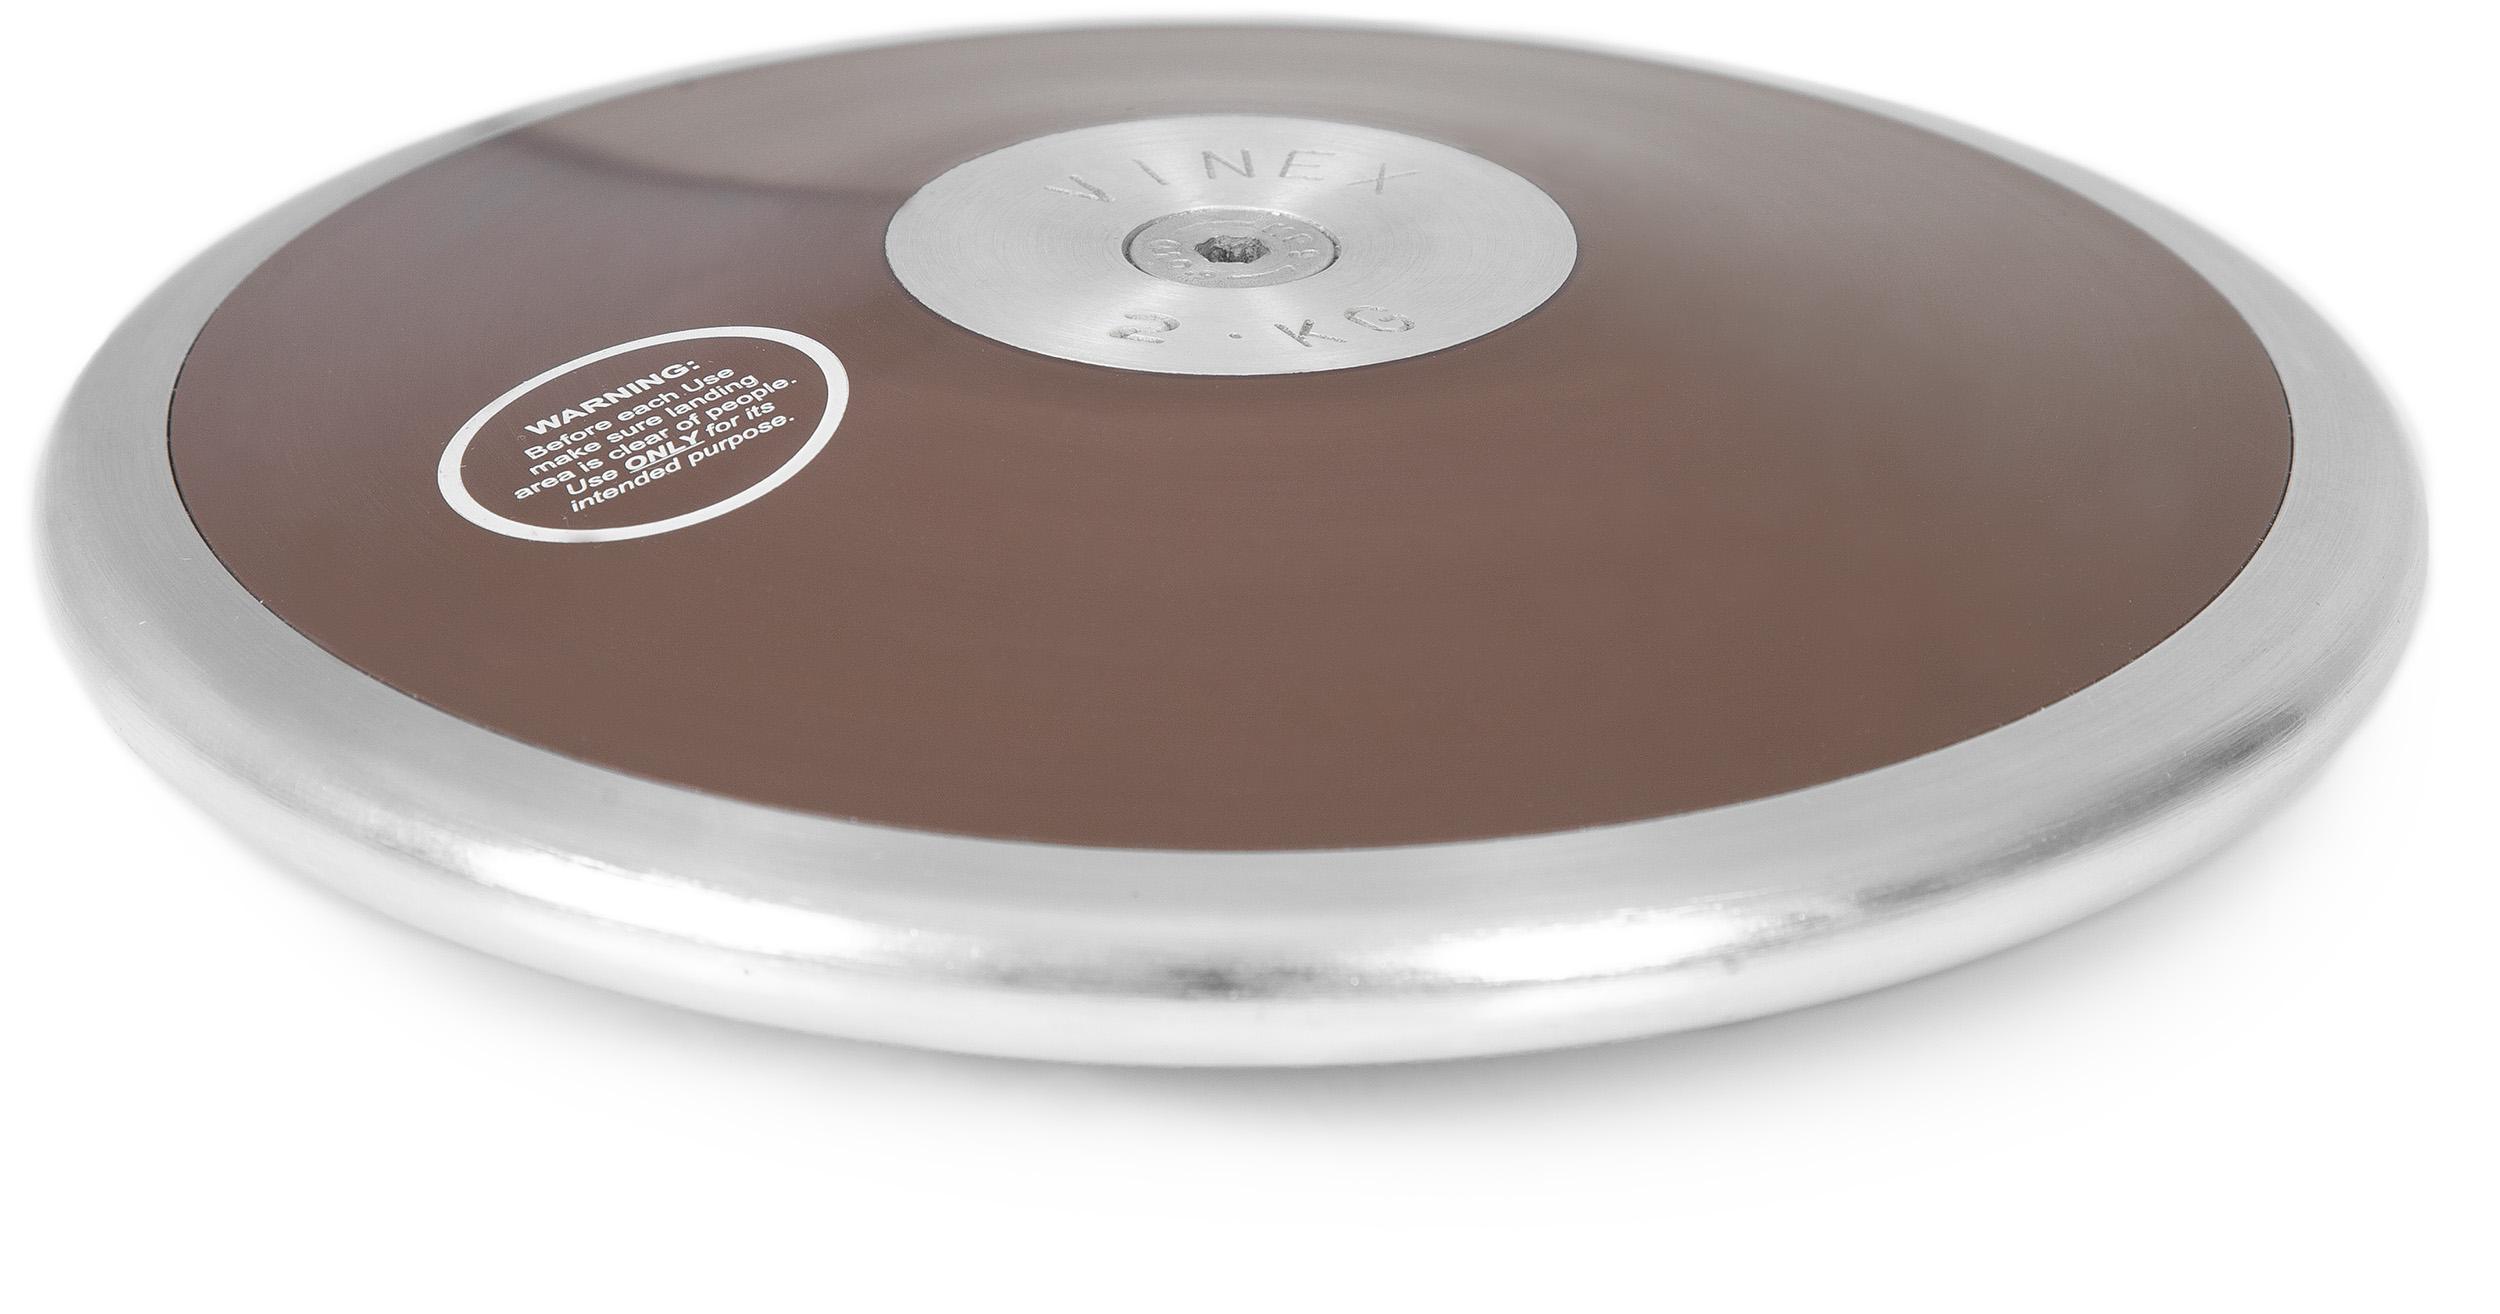 VINEX
2.KG
WARNING:
Before each Use
make sure landing
area is clear of people.
Use ONLY for its
intended purpose.